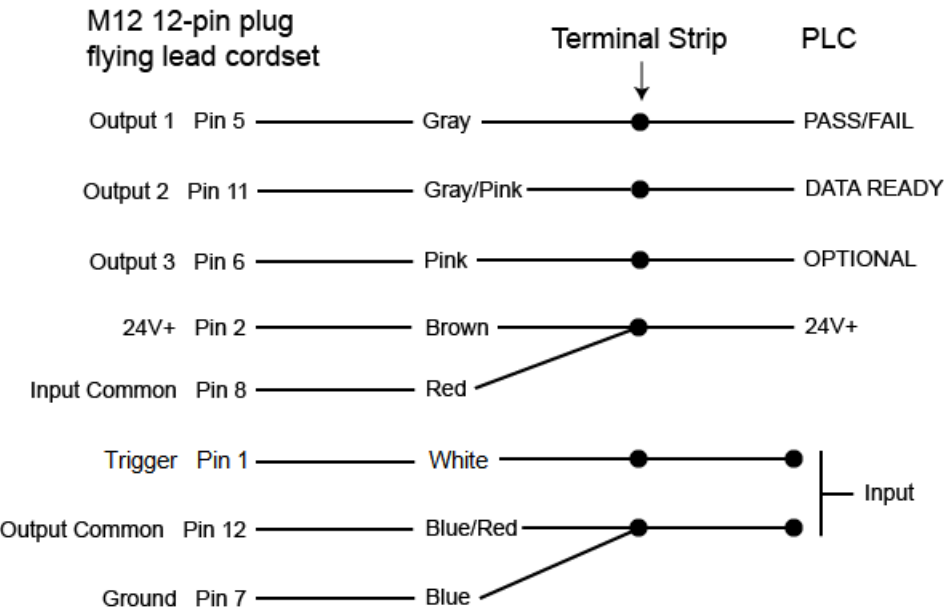 M12 12-pin plug
flying lead cordset
Terminal Strip PLC
Output 1 Pin 5 Gray PASS/FAIL
Output 2 Pin 11 Gray/Pink DATA READY
Output 3 Pin 6 Pink OPTIONAL
24V+ Pin 2 Brown 24V+
Input Common Pin 8 Red
Trigger Pin 1 White
Input
Output Common Pin 12 Blue/Red
Ground Pin 7 Blue